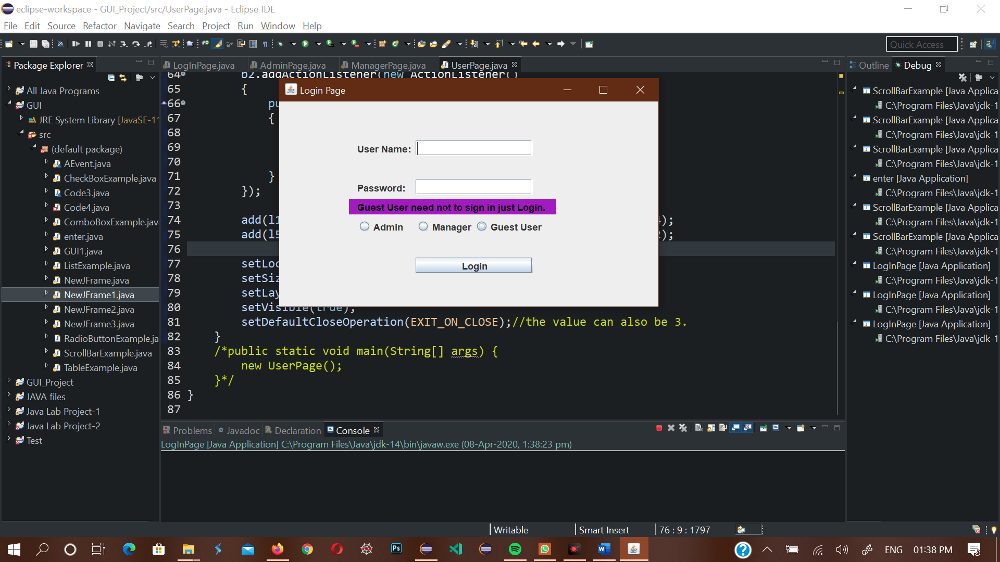 eclipse-workspace - GUI_Project/src/UserPage.java - Eclipse IDE
File Edit Source Refactor Navigate Search Project Run Window Help
Quick Access
Package Explorer
LogInPage.java AdminPage.java ManagerPage.java UserPage.java
Outline Debug
All Java Programs
GUI
JRE System Library [JavaSE-11
src
(default package)
AEvent.java
CheckBoxExample.java
Code3.java
Code4.java
ComboBoxExample.jav
enter.java
GUI1.java
ListExample.java
NewJFrame.java
NewJFrame1.java
NewJFrame2.java
NewJFrame3.java
RadioButtonExample.ja
ScrollBarExample.java
TableExample.java
GUI_Project
JAVA files
Java Lab Project-1
Java Lab Project-2
Test
64 b2.addActionListener(new ActionListener()
65 {
66 pu
67 {
68
69
70
71 }
72 });
73
74 add(l1 );
75 add(l5 );
76
77 setLoc
78 setSiz
79 setLay
80 setVisible(true);
81 setDefaultCloseOperation(EXIT_ON_CLOSE);//the value can also be 3.
82 }
83 /*public static void main(String[] args) {
84 new UserPage();
85 }*/
86 }
87
Login Page
User Name:
Password:
Guest User need not to sign in just Login.
Admin Manager Guest User
Login
ScrollBarExample [Java Applica
C:\Program Files\Java\jdk-1
ScrollBarExample [Java Applica
C:\Program Files\Java\jdk-1
ScrollBarExample [Java Applica
C:\Program Files\Java\jdk-1
enter [Java Application]
C:\Program Files\Java\jdk-1
ScrollBarExample [Java Applica
C:\Program Files\Java\jdk-1
ScrollBarExample [Java Applica
C:\Program Files\Java\jdk-1
LogInPage [Java Application]
C:\Program Files\Java\jdk-1
LogInPage [Java Application]
C:\Program Files\Java\jdk-1
LogInPage [Java Application]
C:\Program Files\Java\jdk-1
Problems Javadoc Declaration Console
LogInPage [Java Application] C:\Program Files\Java\jdk-14\bin\javaw.exe (08-Apr-2020, 1:38:23 pm)
Writable Smart Insert 76 : 9 : 1797
Ps
ENG 01:38 PM